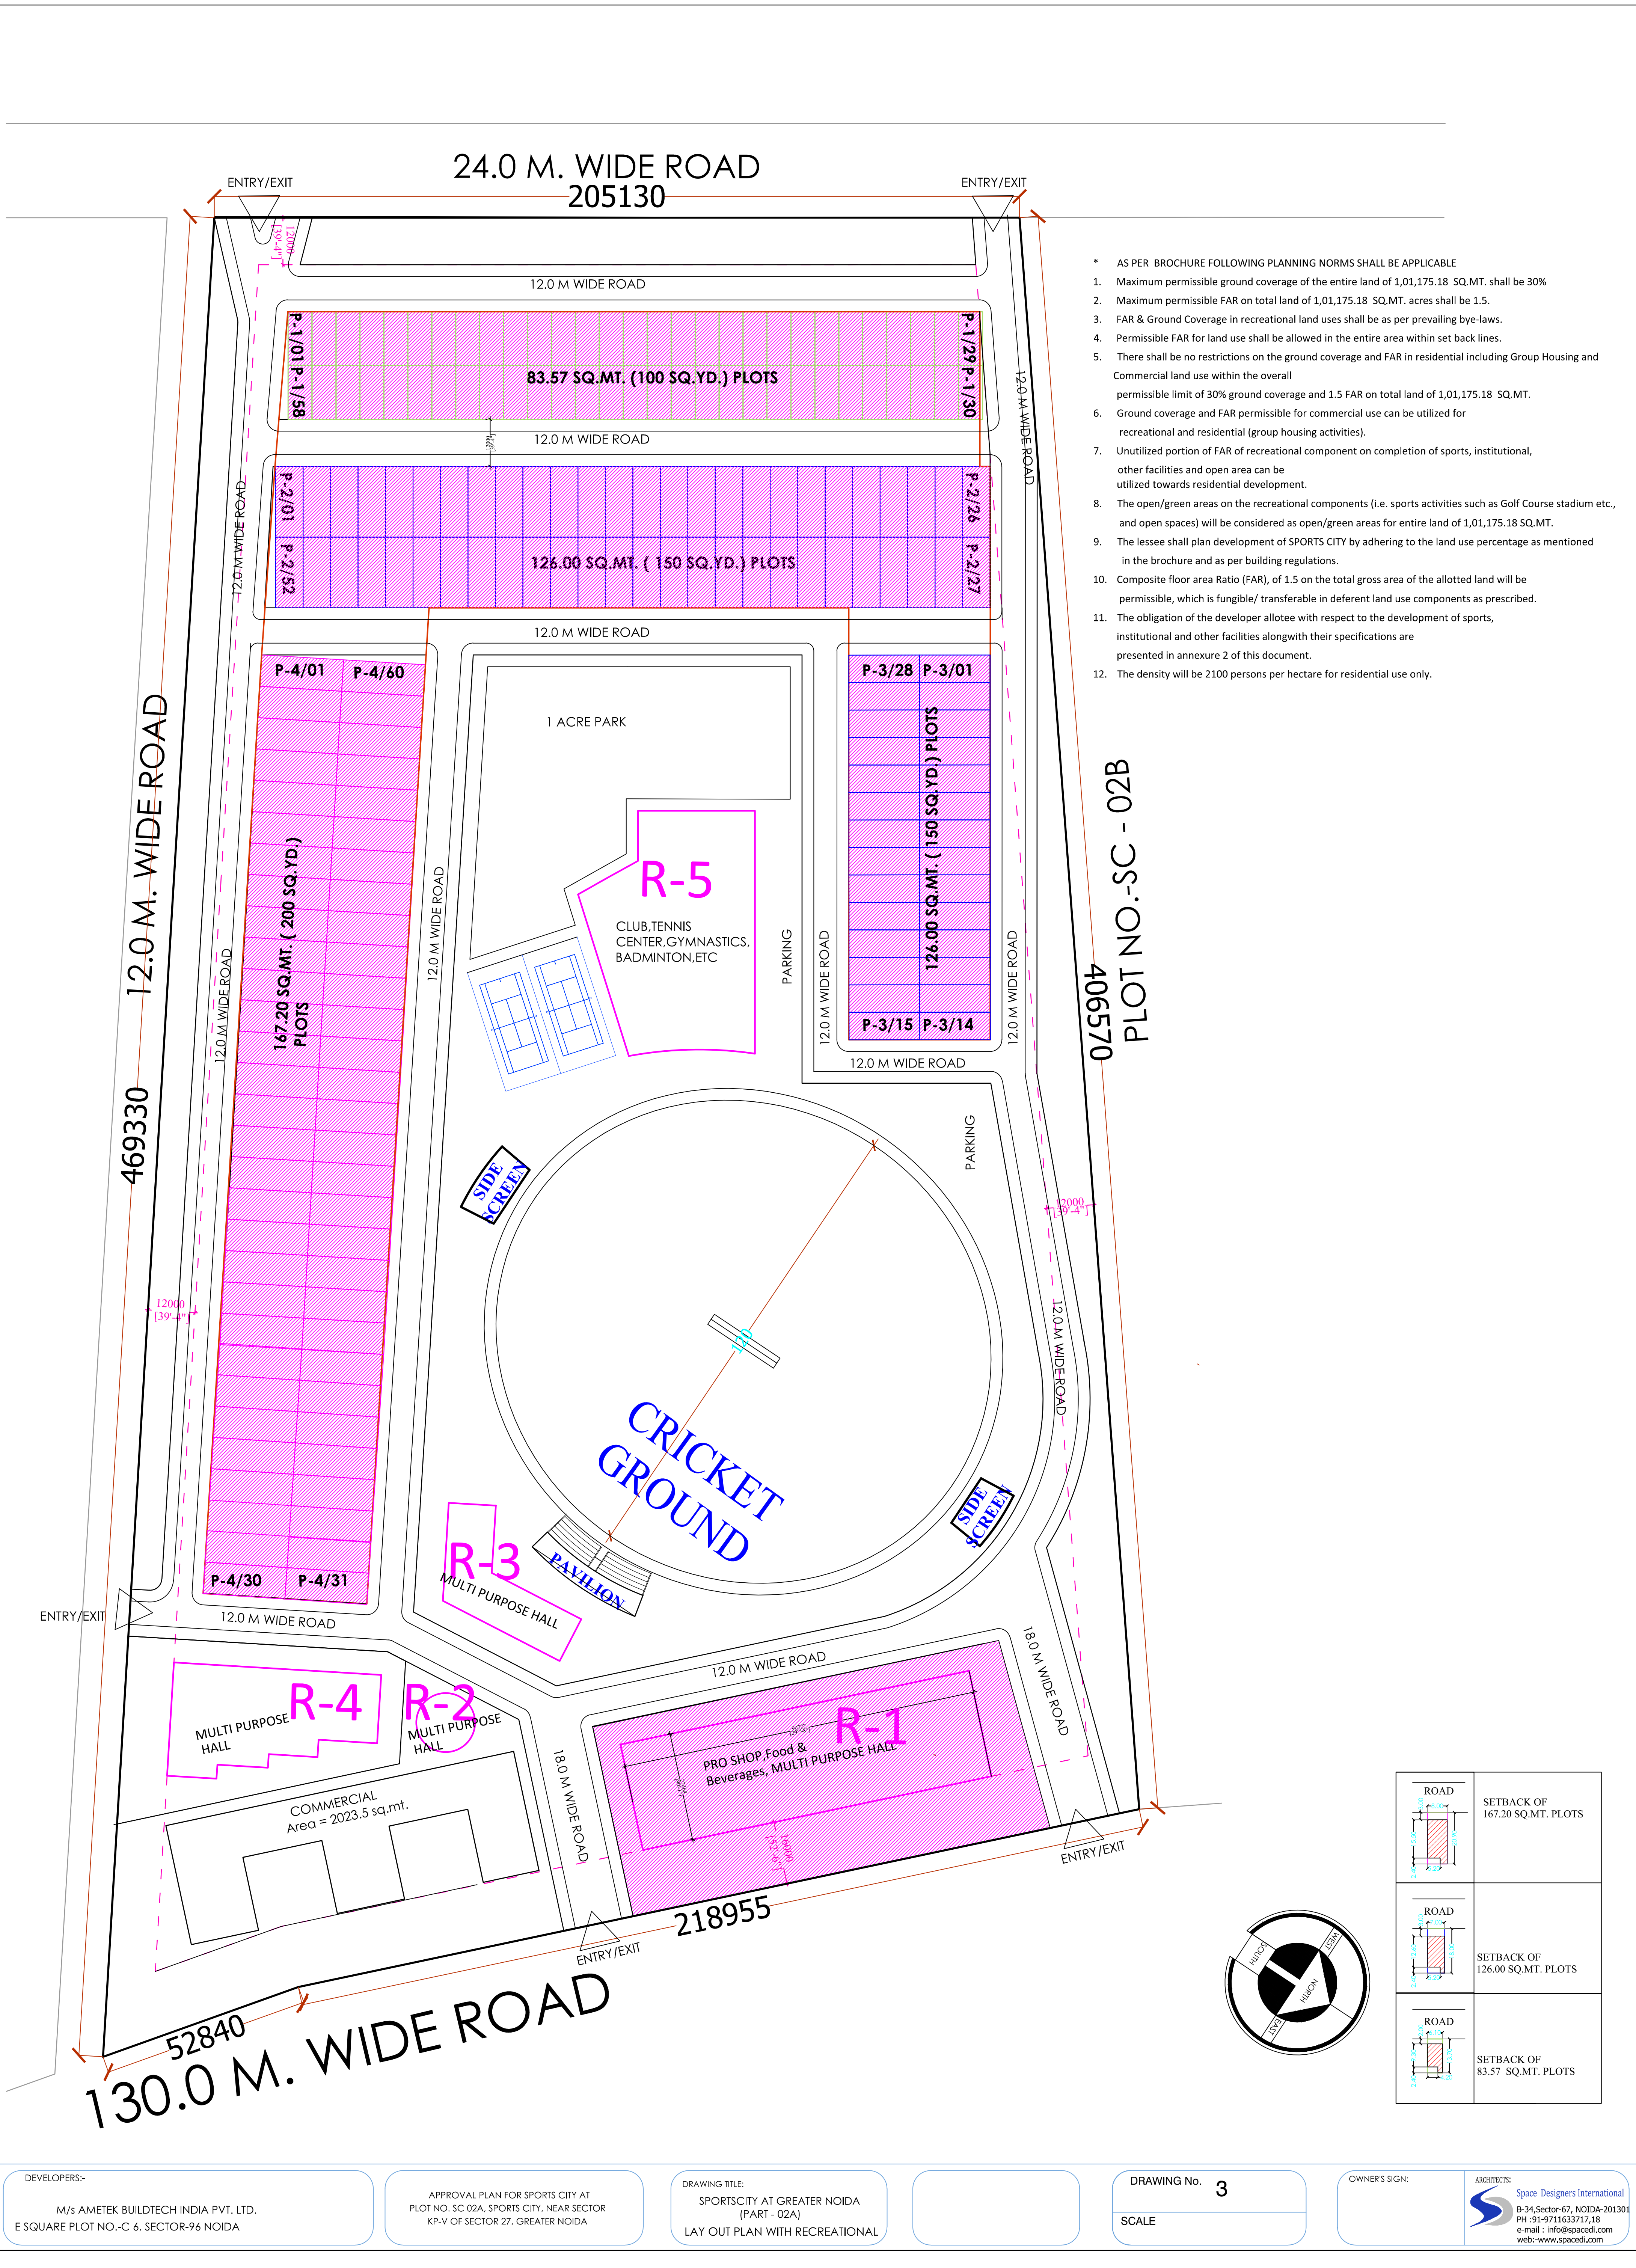 24.0 M. WIDE ROAD
205130
ENTRY/EXIT
ENTRY/EXIT
12000
[39'-4"]
12.0 M WIDE ROAD
P-1/01 P-1/58
P-1/29 P-1/30
83.57 SQ.MT. (100 SQ.YD.) PLOTS
12.0 M WIDE ROAD
12.0 M WIDE ROAD
12.0 M WIDE ROAD
P-2/01
P-2/52
P-2/26
P-2/27
126.00 SQ.MT. ( 150 SQ.YD.) PLOTS
12.0 M WIDE ROAD
* AS PER BROCHURE FOLLOWING PLANNING NORMS SHALL BE APPLICABLE
1. Maximum permissible ground coverage of the entire land of 1,01,175.18 SQ.MT. shall be 30%
2. Maximum permissible FAR on total land of 1,01,175.18 SQ.MT. acres shall be 1.5.
3. FAR & Ground Coverage in recreational land uses shall be as per prevailing bye-laws.
4. Permissible FAR for land use shall be allowed in the entire area within set back lines.
5. There shall be no restrictions on the ground coverage and FAR in residential including Group Housing and
Commercial land use within the overall
permissible limit of 30% ground coverage and 1.5 FAR on total land of 1,01,175.18 SQ.MT.
6. Ground coverage and FAR permissible for commercial use can be utilized for
recreational and residential (group housing activities).
7. Unutilized portion of FAR of recreational component on completion of sports, institutional,
other facilities and open area can be
utilized towards residential development.
8. The open/green areas on the recreational components (i.e. sports activities such as Golf Course stadium etc.,
and open spaces) will be considered as open/green areas for entire land of 1,01,175.18 SQ.MT.
9. The lessee shall plan development of SPORTS CITY by adhering to the land use percentage as mentioned
in the brochure and as per building regulations.
10. Composite floor area Ratio (FAR), of 1.5 on the total gross area of the allotted land will be
permissible, which is fungible/ transferable in deferent land use components as prescribed.
11. The obligation of the developer allotee with respect to the development of sports,
institutional and other facilities alongwith their specifications are
presented in annexure 2 of this document.
12. The density will be 2100 persons per hectare for residential use only.
12.0 M. WIDE ROAD
469330
P-4/01
P-4/60
167.20 SQ.MT. ( 200 SQ.YD.)
PLOTS
12.0 M WIDE ROAD
12.0 M WIDE ROAD
P-4/30
P-4/31
1 ACRE PARK
R-5
CLUB,TENNIS
CENTER,GYMNASTICS,
BADMINTON,ETC
PARKING
12.0 M WIDE ROAD
P-3/28
P-3/01
126.00 SQ.MT. ( 150 SQ.YD.) PLOTS
P-3/15
P-3/14
12.0 M WIDE ROAD
12.0 M WIDE ROAD
PLOT NO.-SC - 02B
406570
PARKING
SIDE
SCREEN
12000
[39'-4"]
12000
[39'-4"]
12.0 M WIDE ROAD
120
CRICKET
GROUND
SIDE
SCREEN
PAVILION
R-3
MULTI PURPOSE HALL
ENTRY/EXIT
12.0 M WIDE ROAD
12.0 M WIDE ROAD
18.0 M WIDE ROAD
R-4
MULTI PURPOSE
HALL
R-2
MULTI PURPOSE
HALL
R-1
PRO SHOP,Food &
Beverages, MULTI PURPOSE HALL
COMMERCIAL
Area = 2023.5 sq.mt.
18.0 M WIDE ROAD
16000
[52'-6"]
ENTRY/EXIT
ENTRY/EXIT
218955
52840
130.0 M. WIDE ROAD
SOUTH
WEST
NORTH
EAST
ROAD
SETBACK OF
167.20 SQ.MT. PLOTS
ROAD
SETBACK OF
126.00 SQ.MT. PLOTS
ROAD
SETBACK OF
83.57 SQ.MT. PLOTS
DEVELOPERS:-
M/s AMETEK BUILDTECH INDIA PVT. LTD.
E SQUARE PLOT NO.-C 6, SECTOR-96 NOIDA
APPROVAL PLAN FOR SPORTS CITY AT
PLOT NO. SC 02A, SPORTS CITY, NEAR SECTOR
KP-V OF SECTOR 27, GREATER NOIDA
DRAWING TITLE:
SPORTSCITY AT GREATER NOIDA
(PART - 02A)
LAY OUT PLAN WITH RECREATIONAL
DRAWING No. 3
SCALE
OWNER'S SIGN:
ARCHITECTS:
Space Designers International
B-34,Sector-67, NOIDA-201301
PH :91-9711633717,18
e-mail : info@spacedi.com
web:-www.spacedi.com